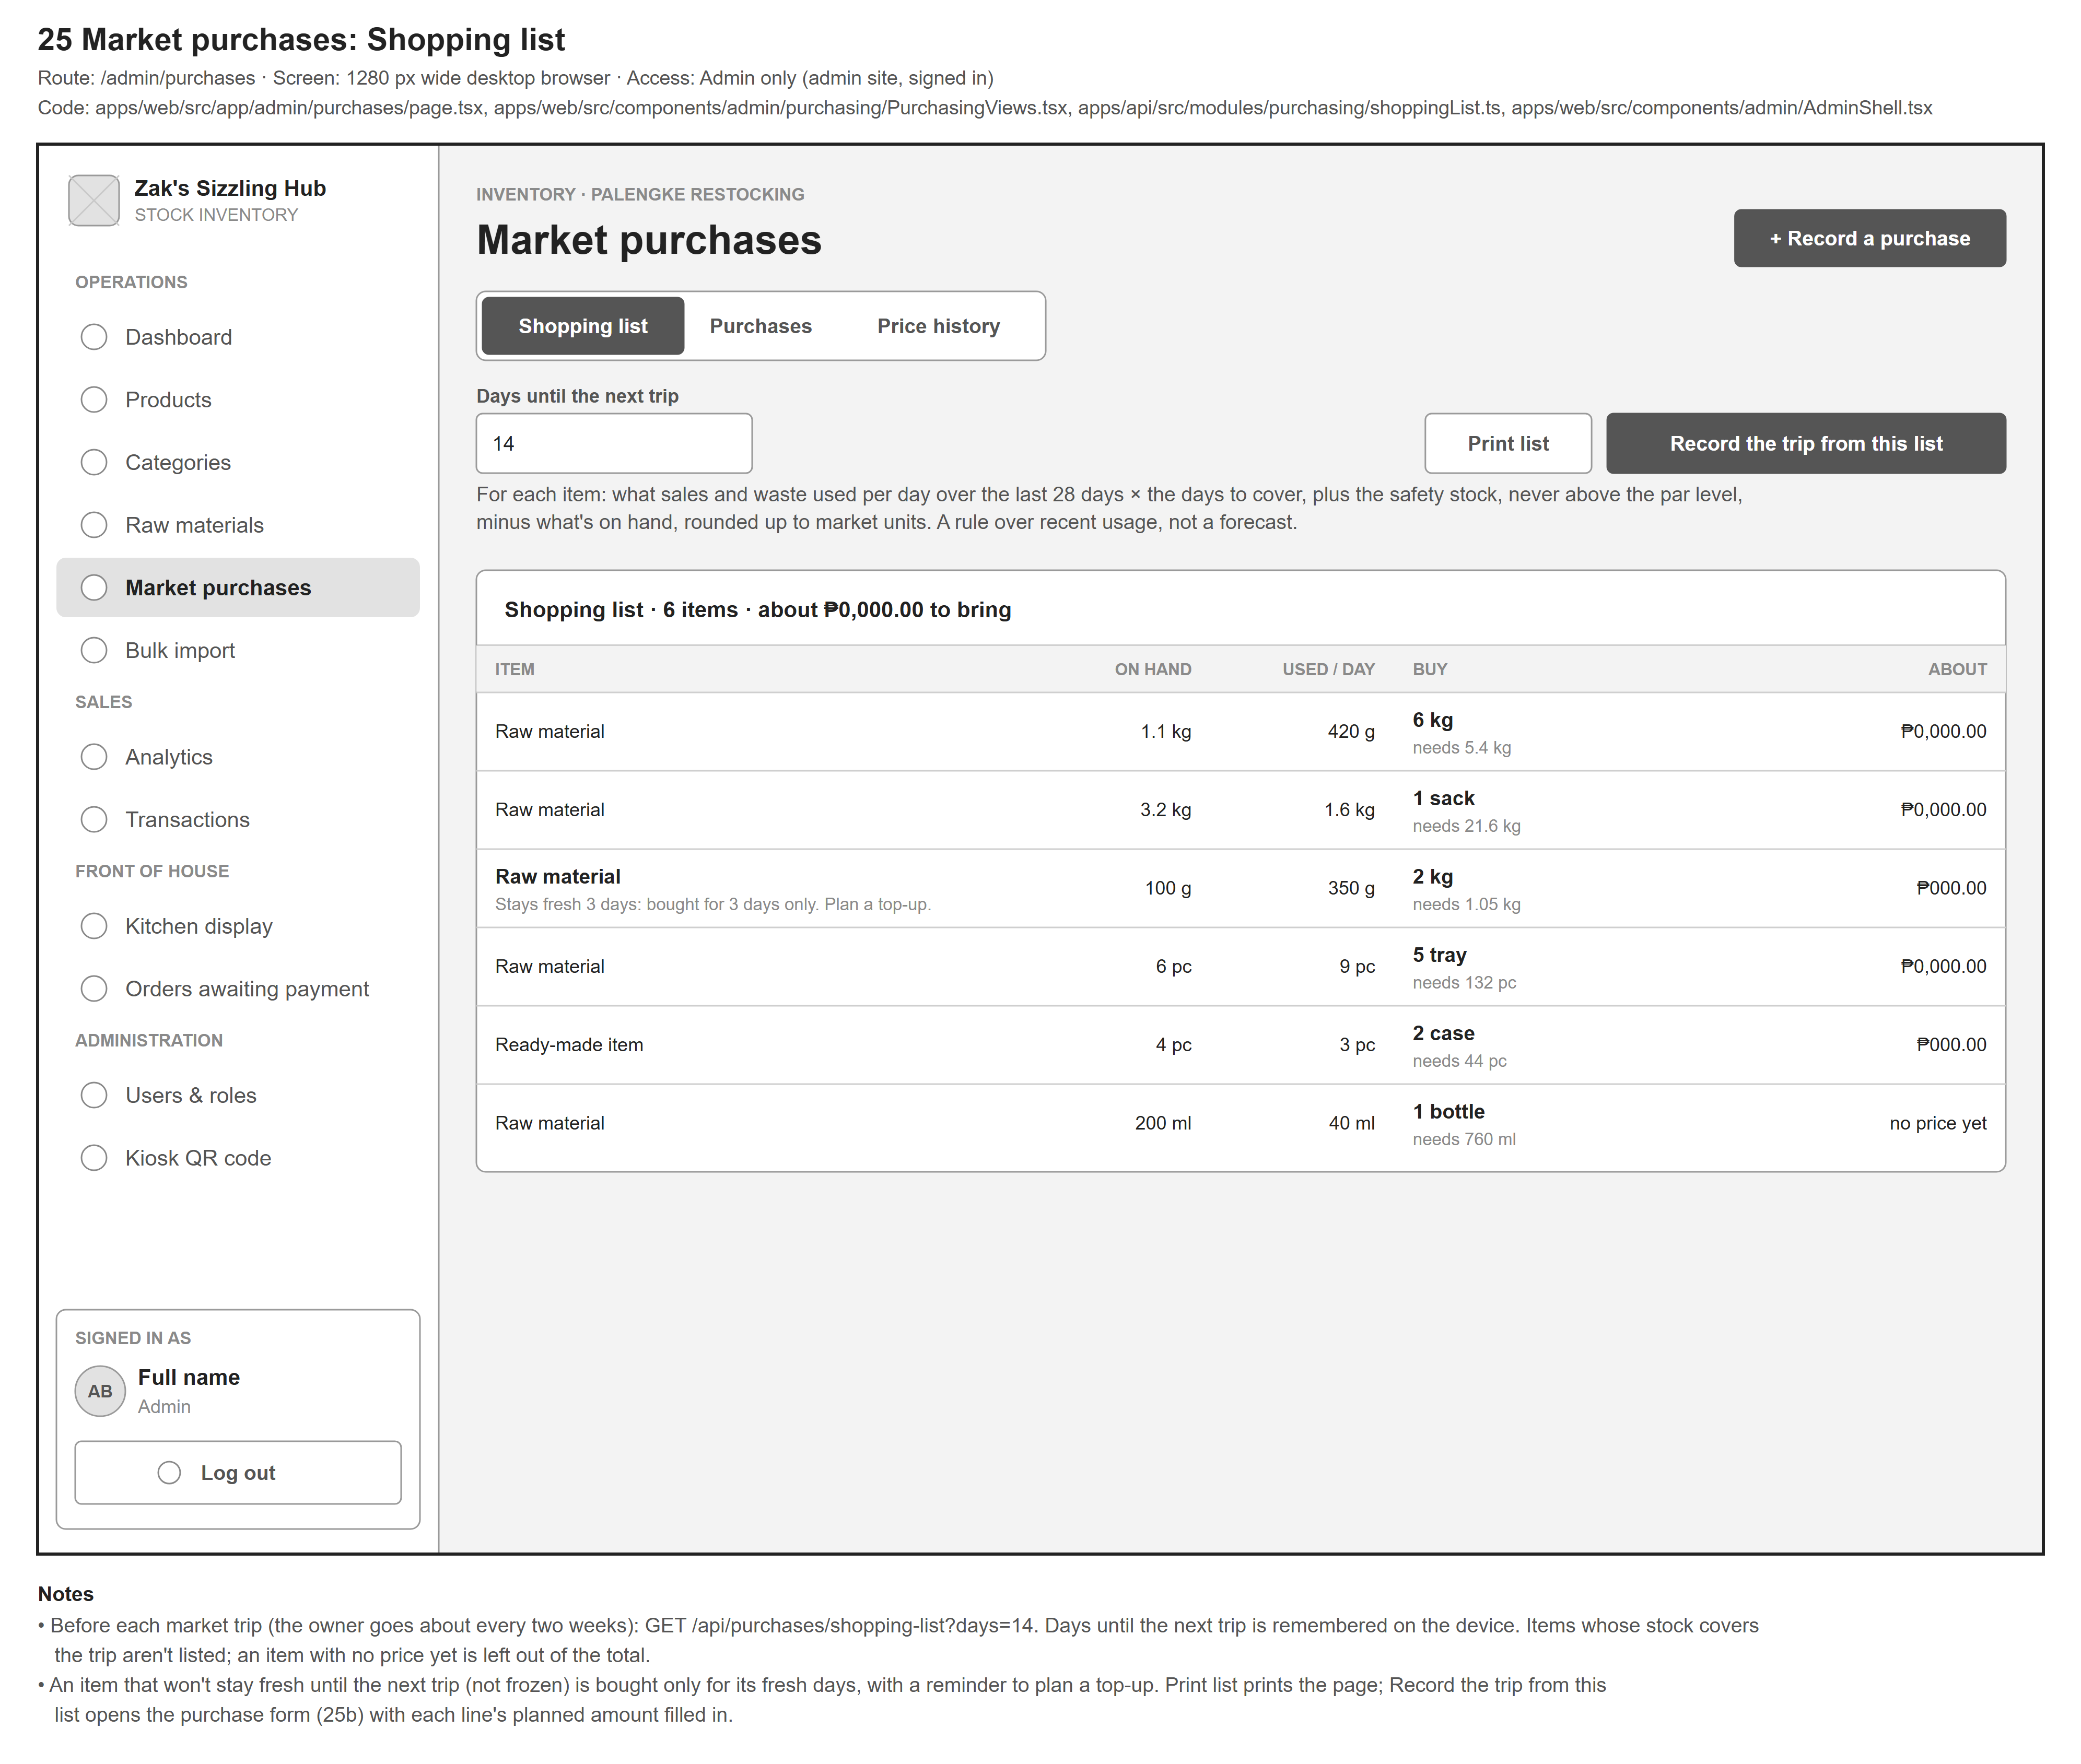 25 Market purchases: Shopping list
Route: /admin/purchases · Screen: 1280 px wide desktop browser · Access: Admin only (admin site, signed in)
Code: apps/web/src/app/admin/purchases/page.tsx, apps/web/src/components/admin/purchasing/PurchasingViews.tsx, apps/api/src/modules/purchasing/shoppingList.ts, apps/web/src/components/admin/AdminShell.tsx
Zak's Sizzling Hub
STOCK INVENTORY
OPERATIONS
Dashboard
Products
Categories
Raw materials
Market purchases
Bulk import
SALES
Analytics
Transactions
FRONT OF HOUSE
Kitchen display
Orders awaiting payment
ADMINISTRATION
Users & roles
Kiosk QR code
SIGNED IN AS
AB
Full name
Admin
Log out
INVENTORY · PALENGKE RESTOCKING
Market purchases
+ Record a purchase
Shopping list Purchases Price history
Days until the next trip
14
Print list Record the trip from this list
For each item: what sales and waste used per day over the last 28 days × the days to cover, plus the safety stock, never above the par level,
minus what's on hand, rounded up to market units. A rule over recent usage, not a forecast.
Shopping list · 6 items · about ₱0,000.00 to bring
ITEM ON HAND USED / DAY BUY ABOUT
Raw material 1.1 kg 420 g 6 kg ₱0,000.00
needs 5.4 kg
Raw material 3.2 kg 1.6 kg 1 sack ₱0,000.00
needs 21.6 kg
Raw material 100 g 350 g 2 kg ₱000.00
Stays fresh 3 days: bought for 3 days only. Plan a top-up. needs 1.05 kg
Raw material 6 pc 9 pc 5 tray ₱0,000.00
needs 132 pc
Ready-made item 4 pc 3 pc 2 case ₱000.00
needs 44 pc
Raw material 200 ml 40 ml 1 bottle no price yet
needs 760 ml
Notes
• Before each market trip (the owner goes about every two weeks): GET /api/purchases/shopping-list?days=14. Days until the next trip is remembered on the device. Items whose stock covers
the trip aren't listed; an item with no price yet is left out of the total.
• An item that won't stay fresh until the next trip (not frozen) is bought only for its fresh days, with a reminder to plan a top-up. Print list prints the page; Record the trip from this
list opens the purchase form (25b) with each line's planned amount filled in.